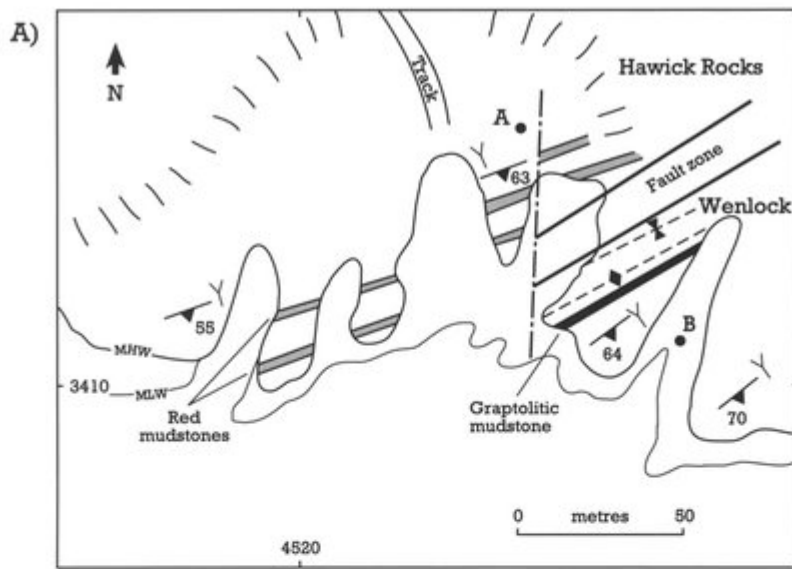 A)
N
Track
Hawick Rocks
A
63
Fault zone
Wenlock
55
MHW
MLW
3410
Red
mudstones
Graptolitic
mudstone
64
B
70
0 metres 50
4520